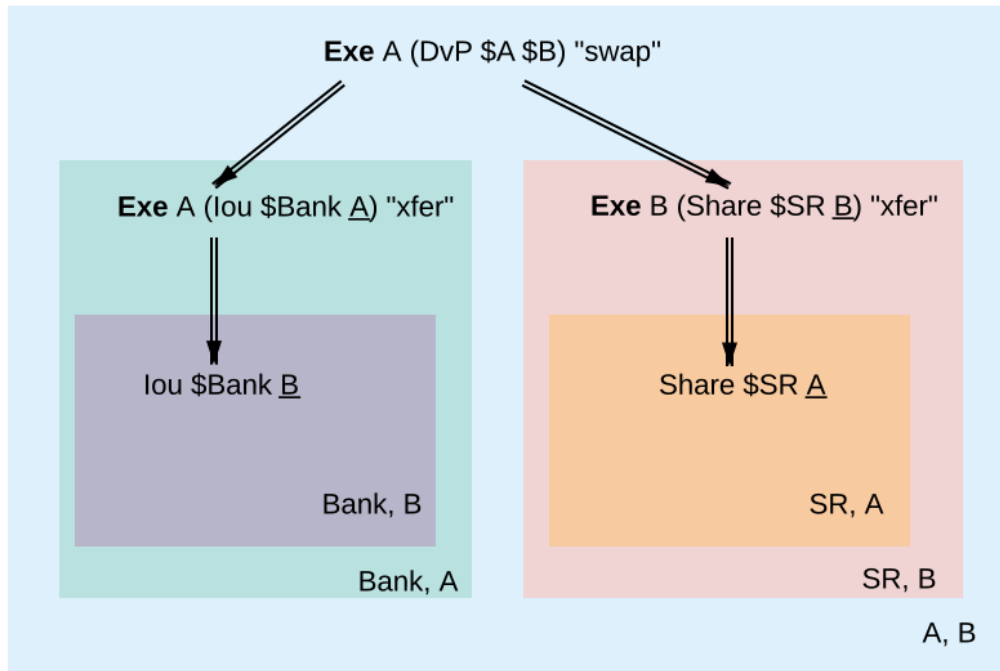 Exe A (DvP $A $B) "swap"
Exe A (Iou $Bank A) "xfer"
Exe B (Share $SR B) "xfer"
Iou $Bank B
Share $SR A
Bank, B
SR, A
Bank, A
SR, B
A, B